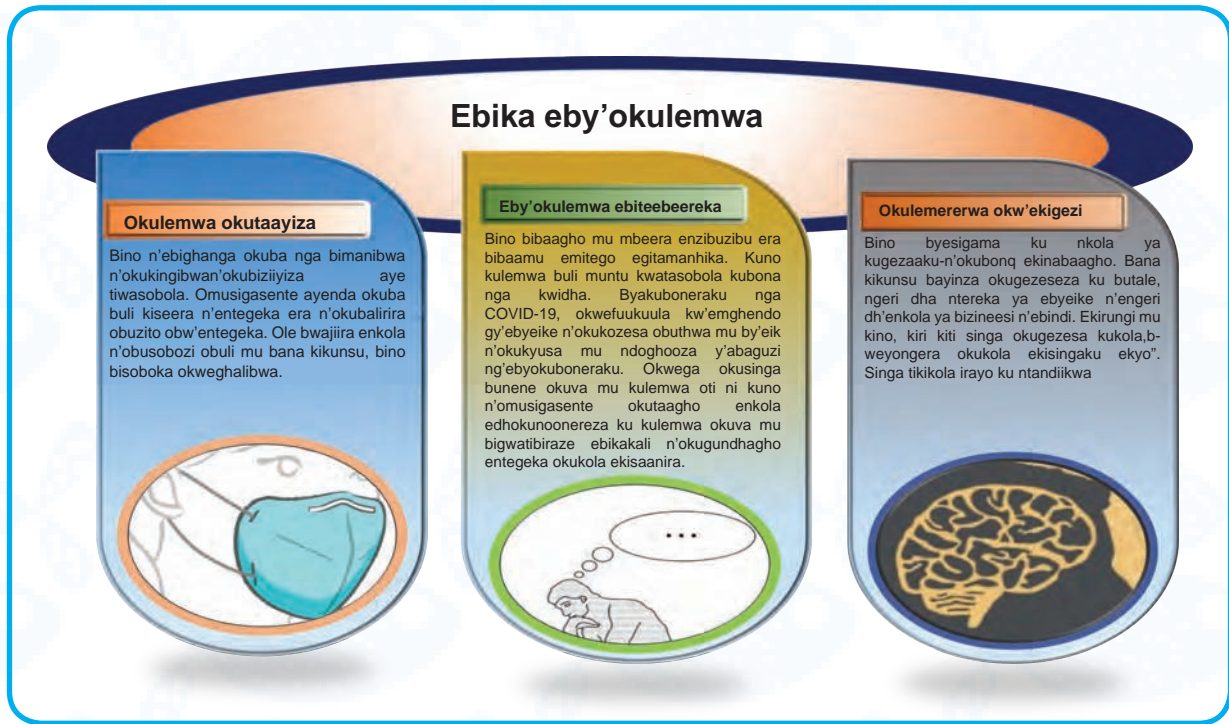 Ebika eby’okulemwa
Okulemwa okutaayiza
Bino n’ebighanga okuba nga bimanibwa
n’okukingibwan’okubiziiyiza aye
tiwasobola. Omusigasente ayenda okuba
buli kiseera n’entegeka era n’okubalirira
obuzito obw’entegeka. Ole bwajiira enkola
n’obusobozi obuli mu bana kikunsu, bino
bisoboka okweghalibwa.
Eby’okulemwa ebiteebeereka
Bino bibaagho mu mbeera enzibuzibu era
bibaamu emitego egitamanhika. Kuno
kulemwa buli muntu kwatasobola kubona
nga kwidha. Byakuboneraku nga
COVID-19, okwefuukuula kw’emghendo
gy’ebyeike n’okukozesa obuthwa mu by’eik
n’okukyusa mu ndoghooza y’abaguzi
ng’ebyokuboneraku. Okwega okusinga
bunene okuva mu kulemwa oti ni kuno
n’omusigasente okutaagho enkola
edhokunoonereza ku kulemwa okuva mu
bigwatibiraze ebikakali n’okugundhagho
entegeka okukola ekisaanira.
Okulemererwa okw’ekigezi
Bino byesigama ku nkola ya
kugezaaku-n’okubonq ekinabaagho. Bana
kikunsu bayinza okugezeseza ku butale,
ngeri dha ntereka ya ebyeike n’engeri
dh’enkola ya bizineesi n’ebindi. Ekirungi mu
kino, kiri kiti singa okugezesa kukola,b-
weyongera okukola ekisingaku ekyo”.
Singa tikikola irayo ku ntandiikwa